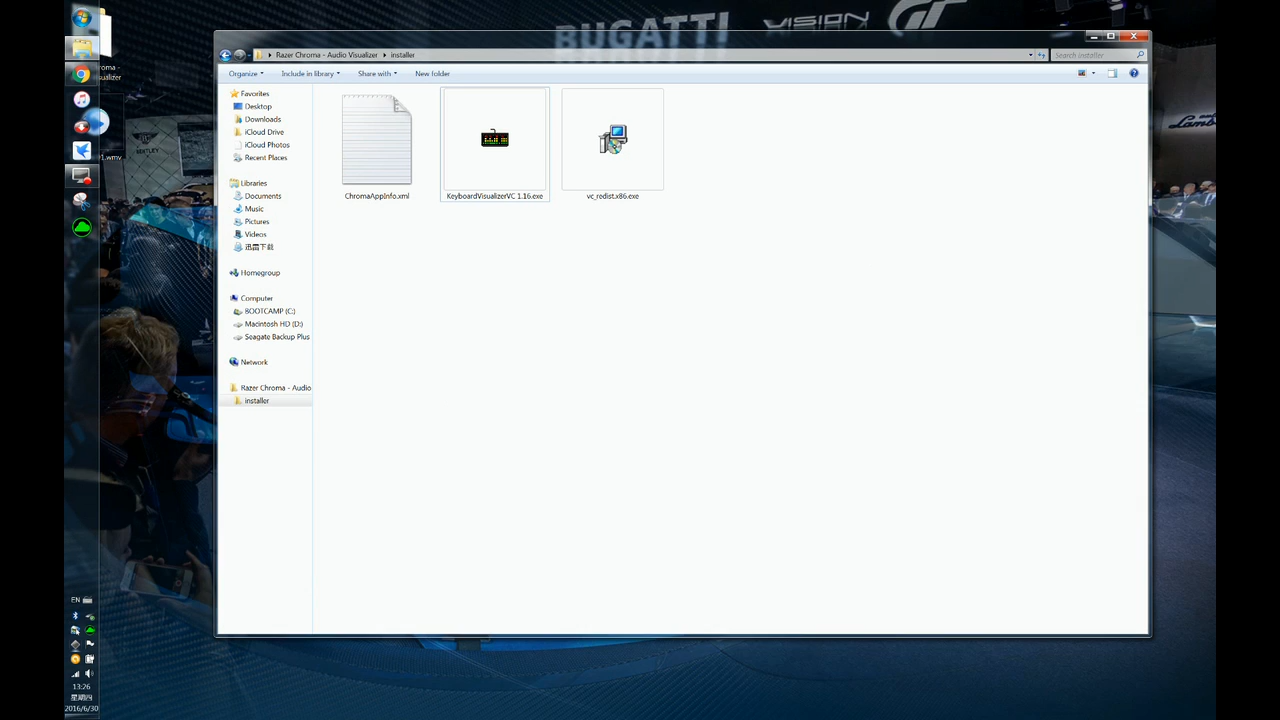 BUGATTI
VISION
GT
Razer Chroma - Audio Visualizer
installer
Search installer
Organize
Include in library
Share with
New folder
Favorites
Desktop
Downloads
iCloud Drive
iCloud Photos
Recent Places
Libraries
Documents
Music
Pictures
Videos
迅雷下载
Homegroup
Computer
BOOTCAMP (C:)
Macintosh HD (D:)
Seagate Backup Plus
Network
Razer Chroma - Audio
installer
ChromaAppInfo.xml
KeyboardVisualizerVC 1.16.exe
vc_redist.x86.exe
BENTLEY
EN
13:26
星期四
2016/6/30